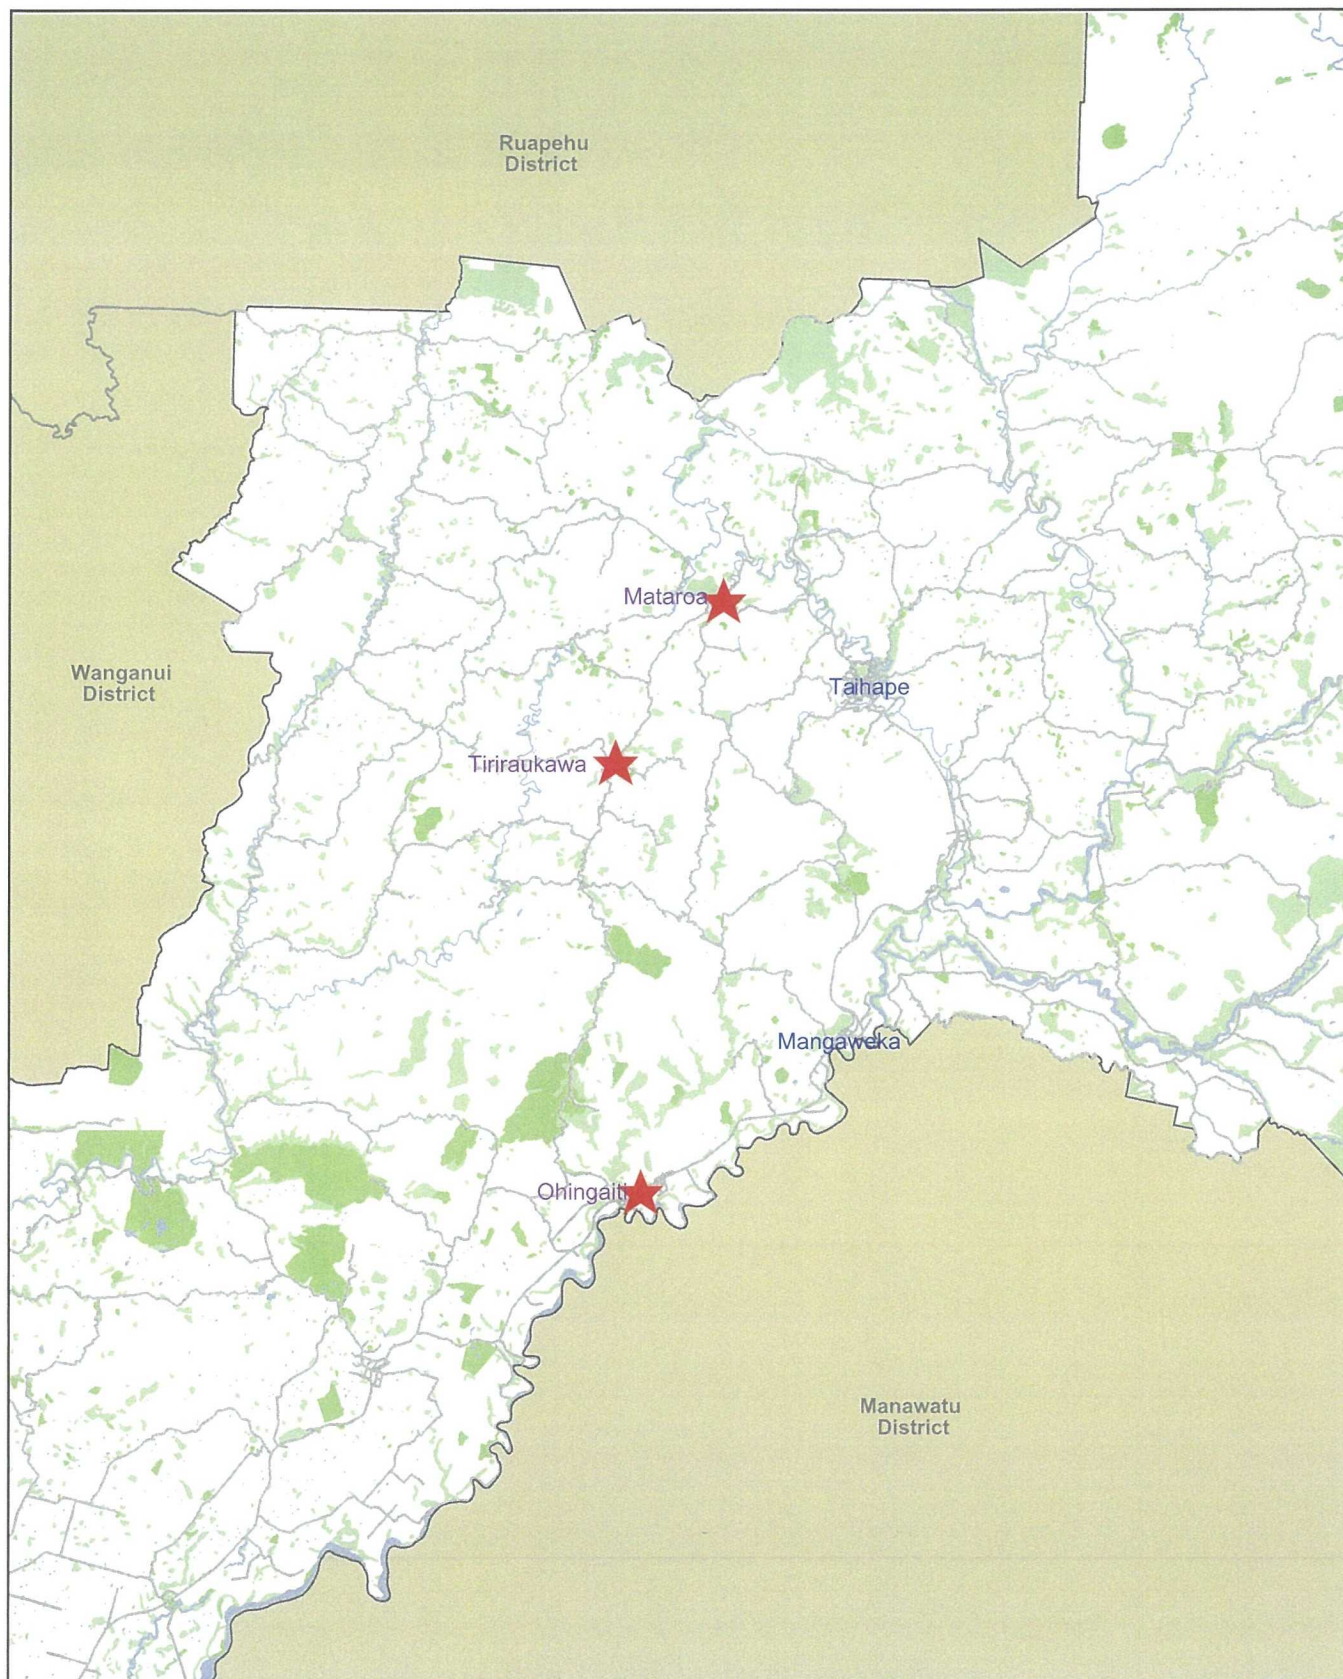 Ruapehu
District
Mataroa
Wanganui
District
Taihape
Tiriraukawa
Mangaweka
Ohingaiti
Manawatu
District